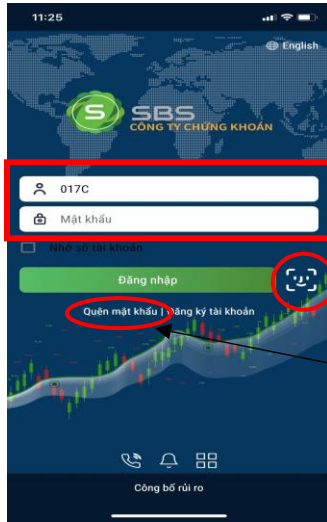 11:25
English
S
SBS
CÔNG TY CHỨNG KHOÁN
017C
Mật khẩu
Nhớ số tài khoản
Đăng nhập
Quên mật khẩu | Đăng ký tài khoản
Công bố rủi ro